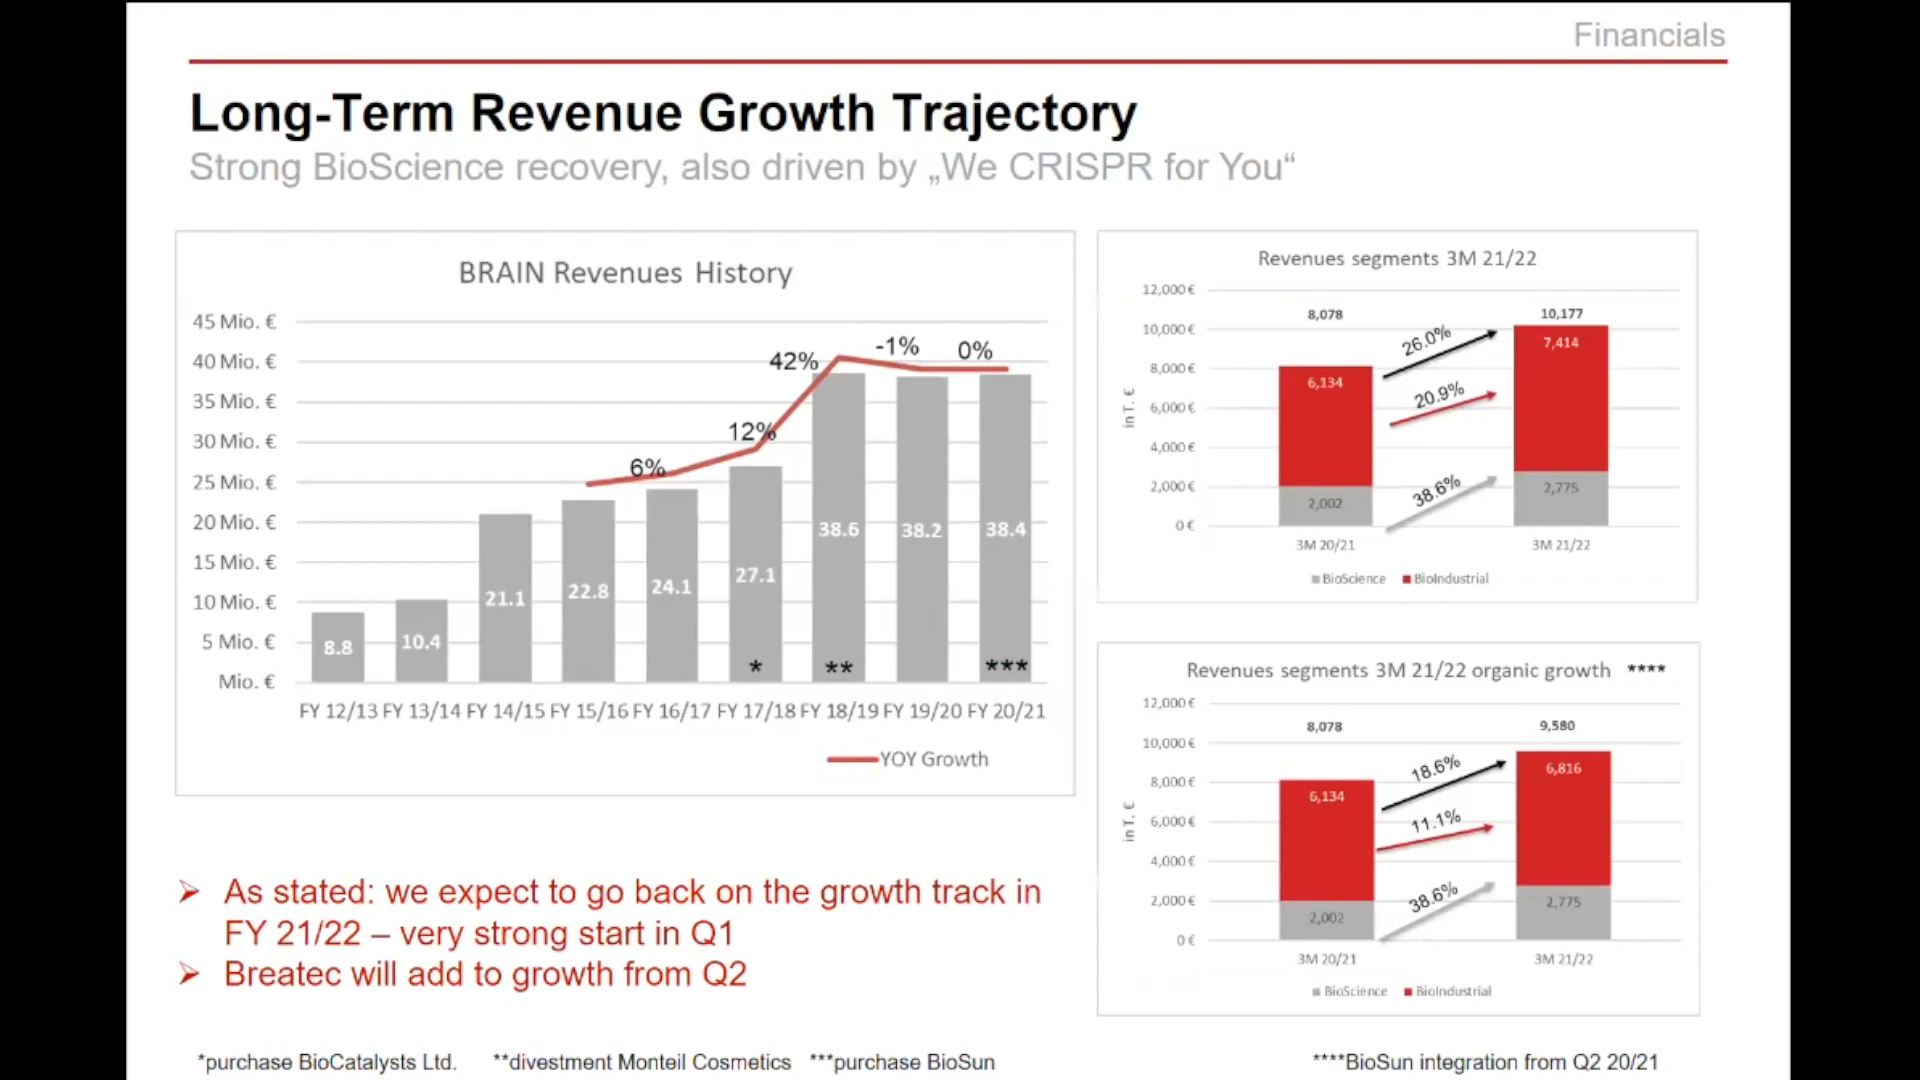 Financials
Long-Term Revenue Growth Trajectory
Strong BioScience recovery, also driven by „We CRISPR for You“
BRAIN Revenues History
45 Mio. €
40 Mio. €
35 Mio. €
30 Mio. €
25 Mio. €
20 Mio. €
15 Mio. €
10 Mio. €
5 Mio. €
Mio. €
6%
12%
42%
-1%
0%
8.8
10.4
21.1
22.8
24.1
27.1
38.6
38.2
38.4
*
**
***
FY 12/13 FY 13/14 FY 14/15 FY 15/16 FY 16/17 FY 17/18 FY 18/19 FY 19/20 FY 20/21
YOY Growth
Revenues segments 3M 21/22
12,000 €
10,000 €
8,000 €
6,000 €
4,000 €
2,000 €
0 €
in T. €
8,078
6,134
2,002
26.0%
20.9%
38.6%
10,177
7,414
2,775
3M 20/21
3M 21/22
BioScience
BioIndustrial
Revenues segments 3M 21/22 organic growth ****
12,000 €
10,000 €
8,000 €
6,000 €
4,000 €
2,000 €
0 €
in T. €
8,078
6,134
2,002
18.6%
11.1%
38.6%
9,580
6,816
2,775
3M 20/21
3M 21/22
BioScience
BioIndustrial
➢ As stated: we expect to go back on the growth track in
FY 21/22 – very strong start in Q1
➢ Breatec will add to growth from Q2
*purchase BioCatalysts Ltd. **divestment Monteil Cosmetics ***purchase BioSun
****BioSun integration from Q2 20/21